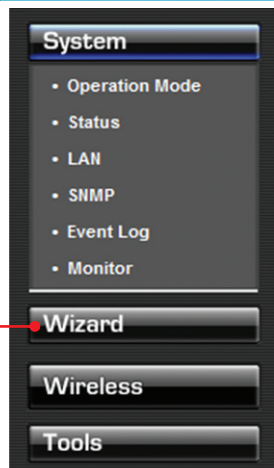 System
• Operation Mode
• Status
• LAN
• SNMP
• Event Log
• Monitor
Wizard
Wireless
Tools